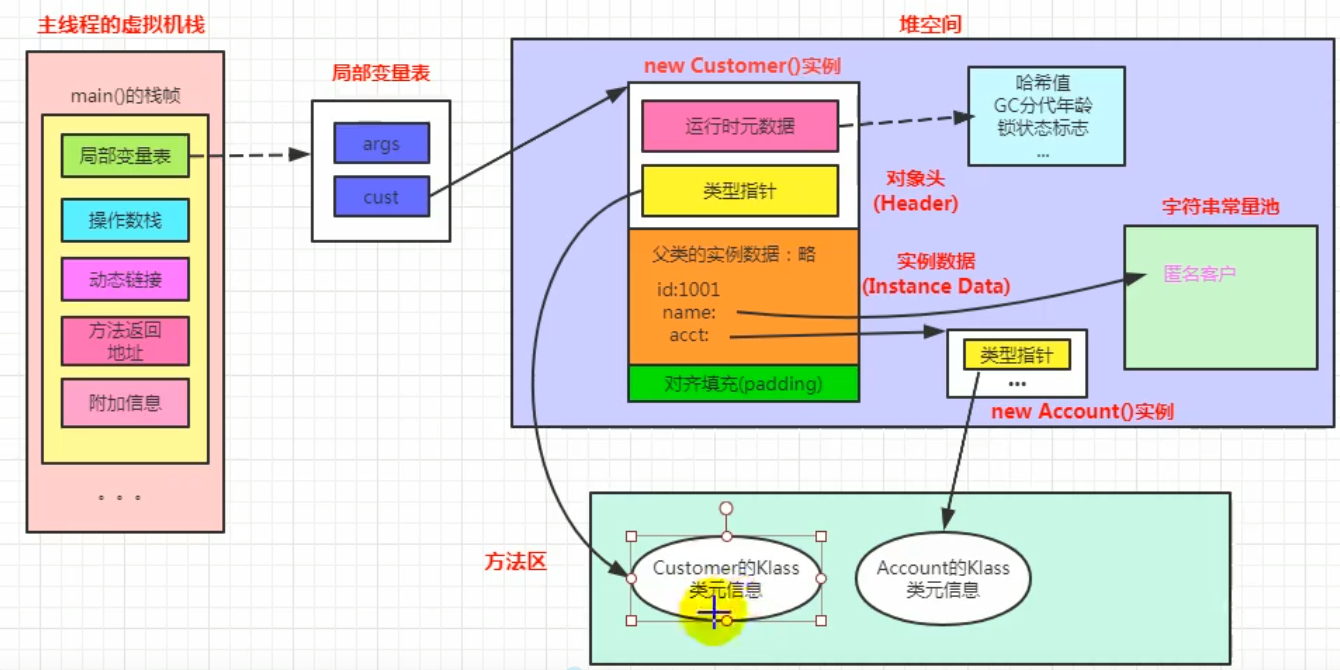 主线程的虚拟机栈
main()的栈帧
局部变量表
操作数栈
动态链接
方法返回
地址
附加信息
。。。
局部变量表
args
cust
堆空间
new Customer()实例
运行时元数据
类型指针
哈希值
GC分代年龄
锁状态标志
...
对象头
(Header)
父类的实例数据：略
id:1001
name:
acct:
对齐填充(padding)
实例数据
(Instance Data)
字符串常量池
匿名客户
类型指针
...
new Account()实例
方法区
Customer的Klass
类元信息
Account的Klass
类元信息